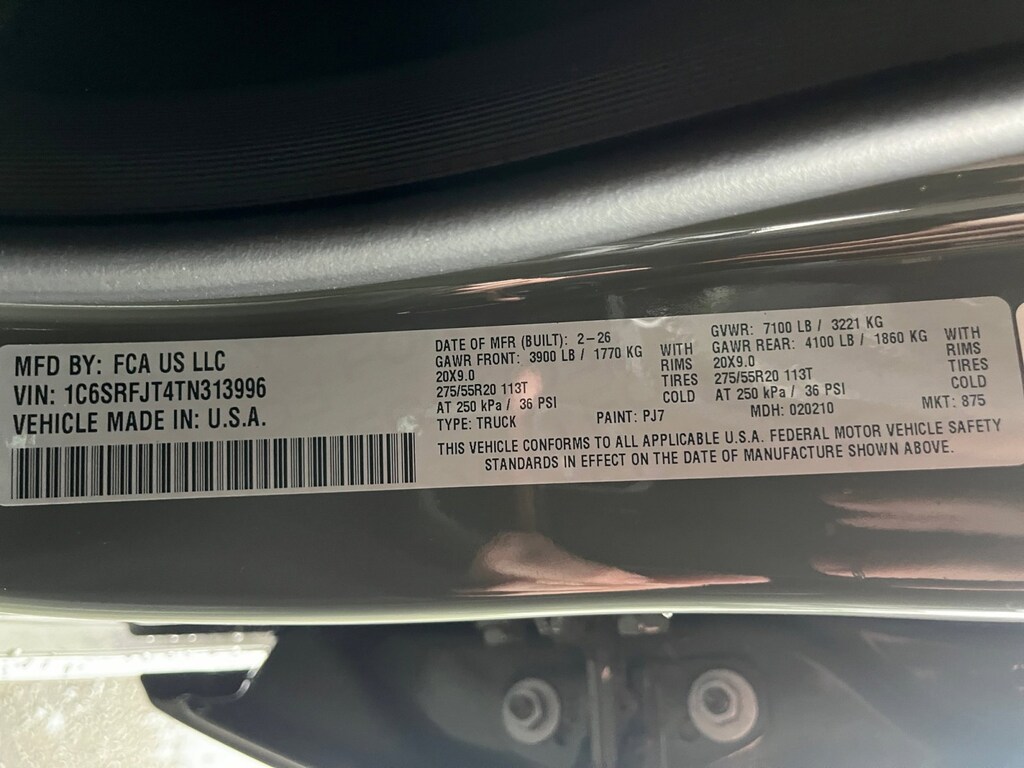 MFD BY: FCA US LLC
VIN: 1C6SRFJT4TN313996
VEHICLE MADE IN: U.S.A.
DATE OF MFR (BUILT): 2-26
GAWR FRONT: 3900 LB / 1770 KG WITH
20X9.0 RIMS
275/55R20 113T TIRES
AT 250 kPa / 36 PSI COLD
TYPE: TRUCK PAINT: PJ7
GVWR: 7100 LB / 3221 KG
GAWR REAR: 4100 LB / 1860 KG WITH
20X9.0 RIMS
275/55R20 113T TIRES
AT 250 kPa / 36 PSI COLD
MDH: 020210 MKT: 875
THIS VEHICLE CONFORMS TO ALL APPLICABLE U.S.A. FEDERAL MOTOR VEHICLE SAFETY
STANDARDS IN EFFECT ON THE DATE OF MANUFACTURE SHOWN ABOVE.